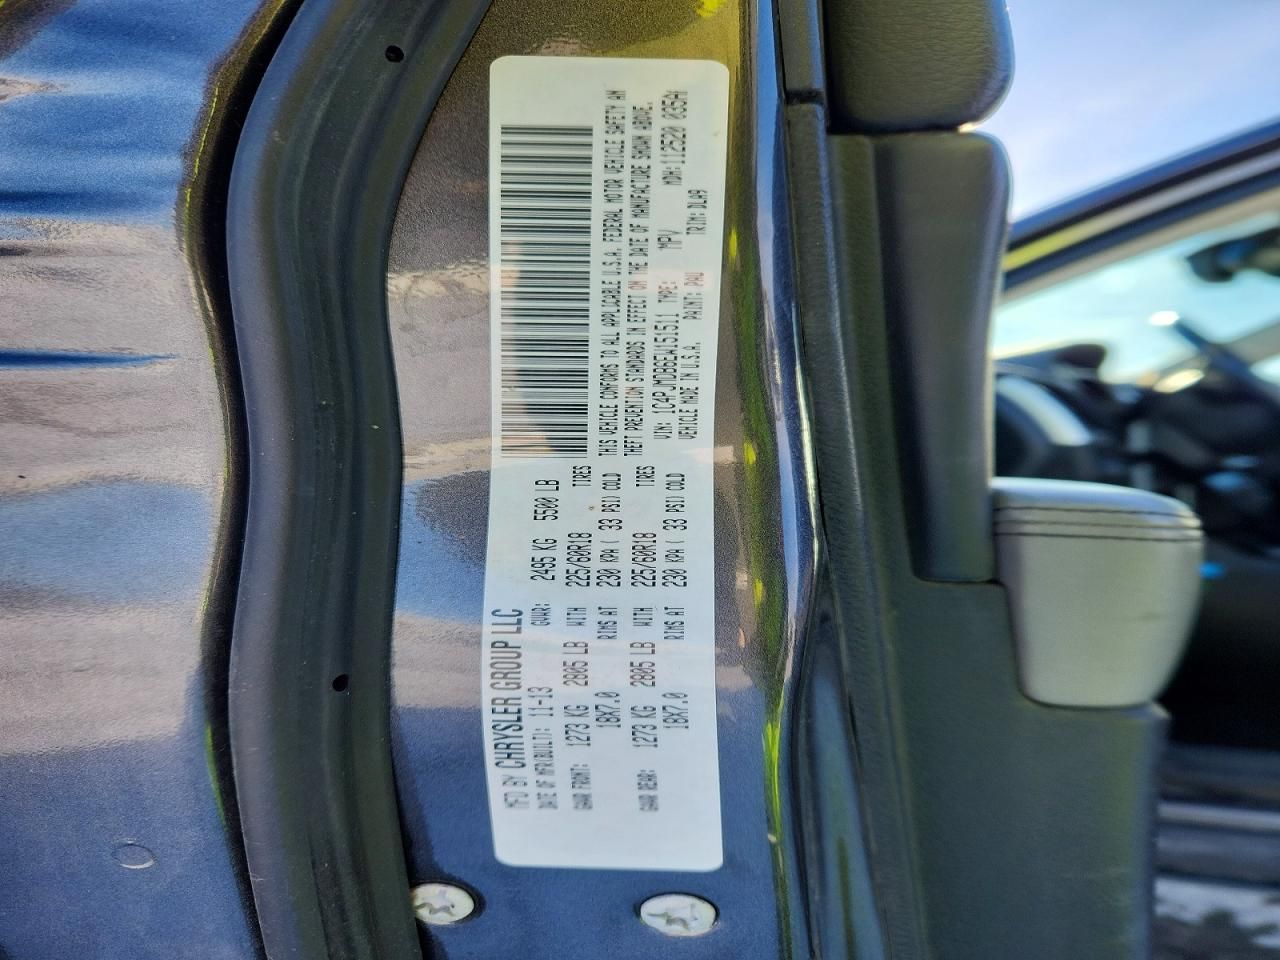 MFD BY CHRYSLER GROUP LLC
DATE OF MFR(BUILT): 11-13 GVWR: 2495 KG 5500 LB
GAWR FRONT: 1273 KG 2805 LB WITH 225/60R18 TIRES
18X7.0 RIMS AT 230 KPA ( 33 PSI) COLD
GAWR REAR: 1273 KG 2805 LB WITH 225/60R18 TIRES
18X7.0 RIMS AT 230 KPA ( 33 PSI) COLD
THIS VEHICLE CONFORMS TO ALL APPLICABLE U.S.A. FEDERAL MOTOR VEHICLE SAFETY AN
THEFT PREVENTION STANDARDS IN EFFECT ON THE DATE OF MANUFACTURE SHOWN ABOVE.
VIN: 1C4PJMDB6EW151511 TYPE: MPV MDH:112520 035A
VEHICLE MADE IN U.S.A. PAINT: PAU TRIM: DLA9